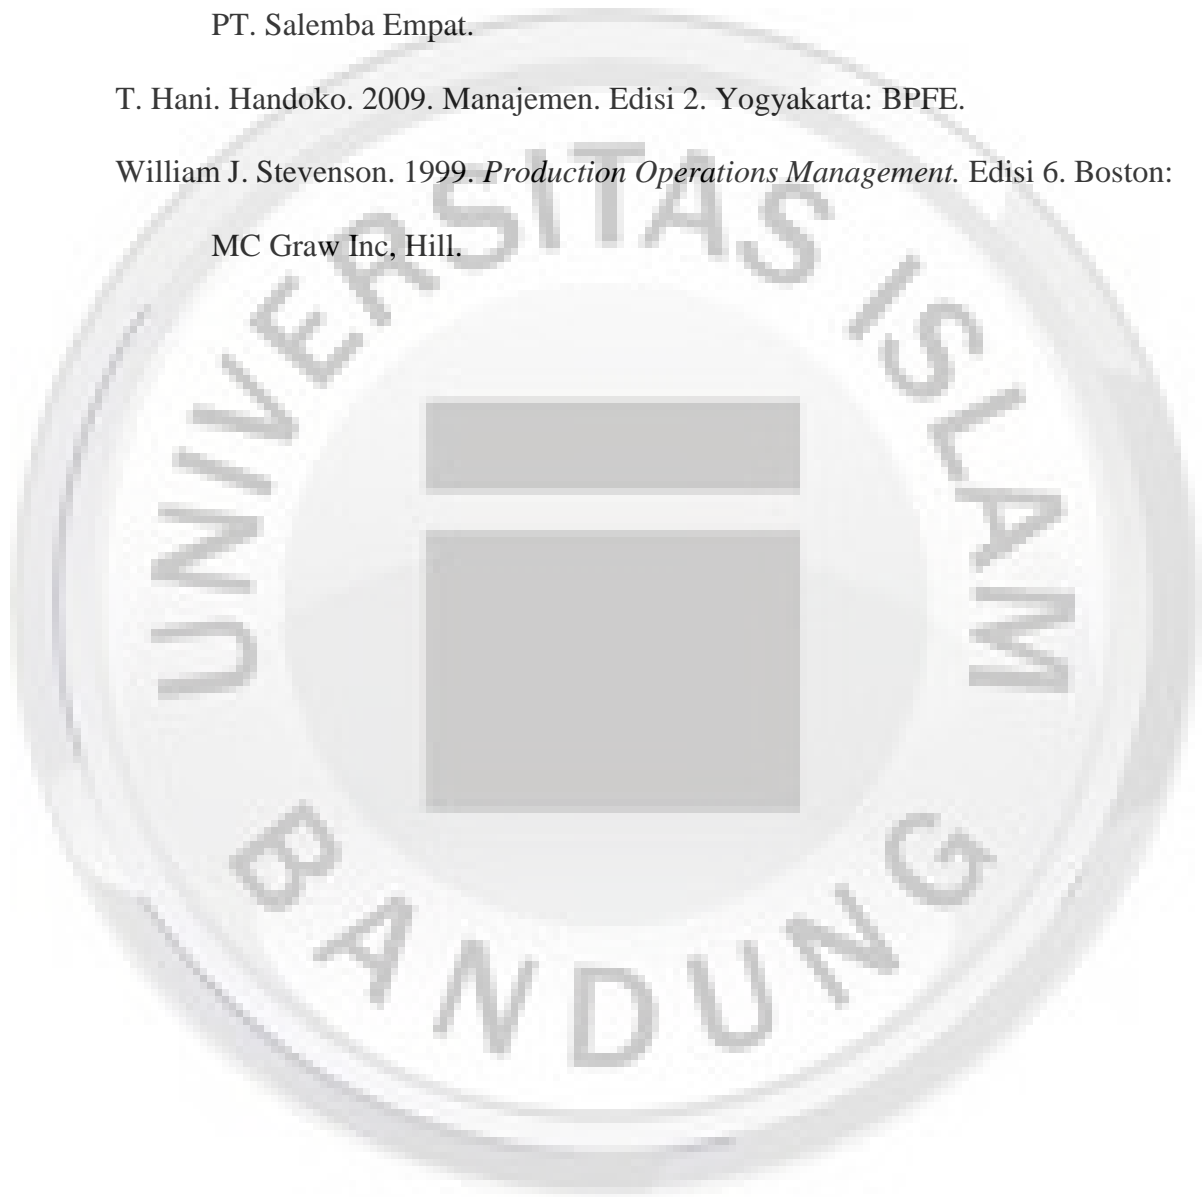 PT. Salemba Empat.
T. Hani. Handoko. 2009. Manajemen. Edisi 2. Yogyakarta: BPFE.
William J. Stevenson. 1999. Production Operations Management. Edisi 6. Boston:
MC Graw Inc, Hill.
UNIVERSITAS ISLAM
BANDUNG